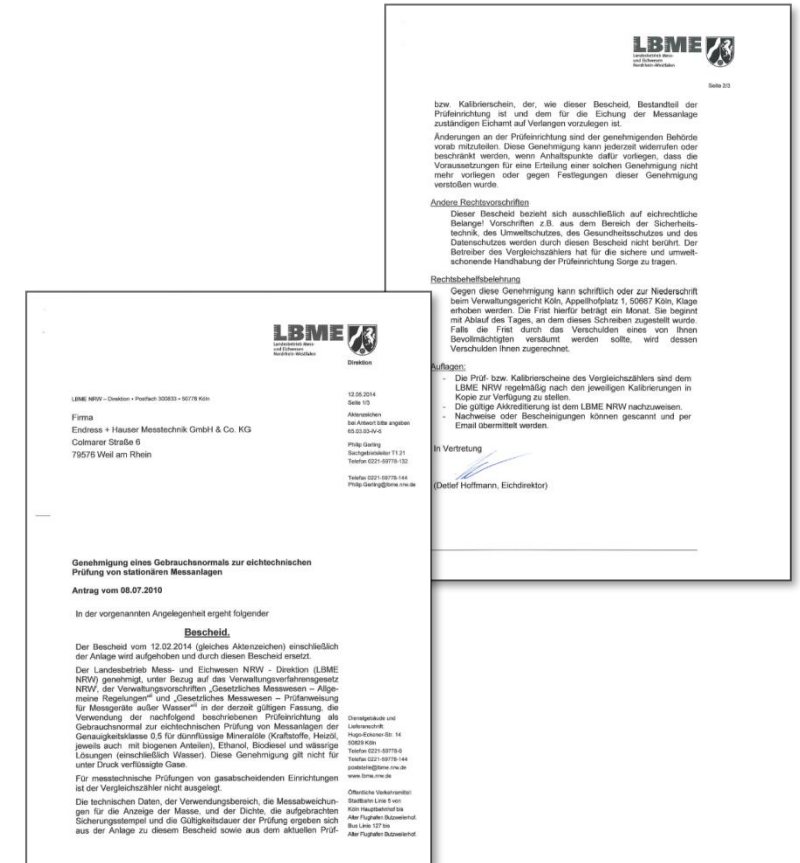 LBME
Landesbetrieb Mess-
und Eichwesen
Nordrhein-Westfalen
Direktion
LBME NRW – Direktion • Postfach 300833 • 50778 Köln
Firma
Endress + Hauser Messtechnik GmbH & Co. KG
Colmarer Straße 6
79576 Weil am Rhein
12.05.2014
Seite 1/3
Aktenzeichen
bei Antwort bitte angeben
65.03.03-IV-5
Philip Gerling
Sachgebietsleiter T1.21
Telefon 0221-59778-132
Telefax 0221-59778-144
Philip.Gerling@lbme.nrw.de
Genehmigung eines Gebrauchsnormals zur eichtechnischen
Prüfung von stationären Messanlagen
Antrag vom 08.07.2010
In der vorgenannten Angelegenheit ergeht folgender
Bescheid.
Der Bescheid vom 12.02.2014 (gleiches Aktenzeichen) einschließlich
der Anlage wird aufgehoben und durch diesen Bescheid ersetzt.
Der Landesbetrieb Mess- und Eichwesen NRW - Direktion (LBME
NRW) genehmigt, unter Bezug auf das Verwaltungsverfahrensgesetz
NRW, der Verwaltungsvorschriften „Gesetzliches Messwesen – Allge-
meine Regelungen“ und „Gesetzliches Messwesen – Prüfanweisung
für Messgeräte außer Wasser“ in der derzeit gültigen Fassung, die
Verwendung der nachfolgend beschriebenen Prüfeinrichtung als
Gebrauchsnormal zur eichtechnischen Prüfung von Messanlagen der
Genauigkeitsklasse 0,5 für dünnflüssige Mineralöle (Kraftstoffe, Heizöl,
jeweils auch mit biogenen Anteilen), Ethanol, Biodiesel und wässrige
Lösungen (einschließlich Wasser). Diese Genehmigung gilt nicht für
unter Druck verflüssigte Gase.
Für messtechnische Prüfungen von gasabscheidenden Einrichtungen
ist der Vergleichszähler nicht ausgelegt.
Die technischen Daten, der Verwendungsbereich, die Messabweichun-
gen für die Anzeige der Masse, und der Dichte, die aufgebrachten
Sicherungsstempel und die Gültigkeitsdauer der Prüfung ergeben sich
aus der Anlage zu diesem Bescheid sowie aus dem aktuellen Prüf-
Dienstgebäude und
Lieferanschrift:
Hugo-Eckener-Str. 14
50829 Köln
Telefon 0221-59778-0
Telefax 0221-59778-144
poststelle@lbme.nrw.de
www.lbme.nrw.de
Öffentliche Verkehrsmittel:
Stadtbahn Linie 5 von
Köln Hauptbahnhof bis
Alter Flughafen Butzweilerhof.
Bus Linie 127 bis
Alter Flughafen Butzweilerhof.
LBME
Landesbetrieb Mess-
und Eichwesen
Nordrhein-Westfalen
Seite 2/3
bzw. Kalibrierschein, der, wie dieser Bescheid, Bestandteil der
Prüfeinrichtung ist und dem für die Eichung der Messanlage
zuständigen Eichamt auf Verlangen vorzulegen ist.
Änderungen an der Prüfeinrichtung sind der genehmigenden Behörde
vorab mitzuteilen. Diese Genehmigung kann jederzeit widerrufen oder
beschränkt werden, wenn Anhaltspunkte dafür vorliegen, dass die
Voraussetzungen für eine Erteilung einer solchen Genehmigung nicht
mehr vorliegen oder gegen Festlegungen dieser Genehmigung
verstoßen wurde.
Andere Rechtsvorschriften
Dieser Bescheid bezieht sich ausschließlich auf eichrechtliche
Belange! Vorschriften z.B. aus dem Bereich der Sicherheits-
technik, des Umweltschutzes, des Gesundheitsschutzes und des
Datenschutzes werden durch diesen Bescheid nicht berührt. Der
Betreiber des Vergleichszählers hat für die sichere und umwelt-
schonende Handhabung der Prüfeinrichtung Sorge zu tragen.
Rechtsbehelfsbelehrung
Gegen diese Genehmigung kann schriftlich oder zur Niederschrift
beim Verwaltungsgericht Köln, Appellhofplatz 1, 50667 Köln, Klage
erhoben werden. Die Frist hierfür beträgt ein Monat. Sie beginnt
mit Ablauf des Tages, an dem dieses Schreiben zugestellt wurde.
Falls die Frist durch das Verschulden eines von Ihnen
Bevollmächtigten versäumt werden sollte, wird dessen
Verschulden Ihnen zugerechnet.
Auflagen:
- Die Prüf- bzw. Kalibrierscheine des Vergleichszählers sind dem
LBME NRW regelmäßig nach den jeweiligen Kalibrierungen in
Kopie zur Verfügung zu stellen.
- Die gültige Akkreditierung ist dem LBME NRW nachzuweisen.
- Nachweise oder Bescheinigungen können gescannt und per
Email übermittelt werden.
In Vertretung
(Detlef Hoffmann, Eichdirektor)